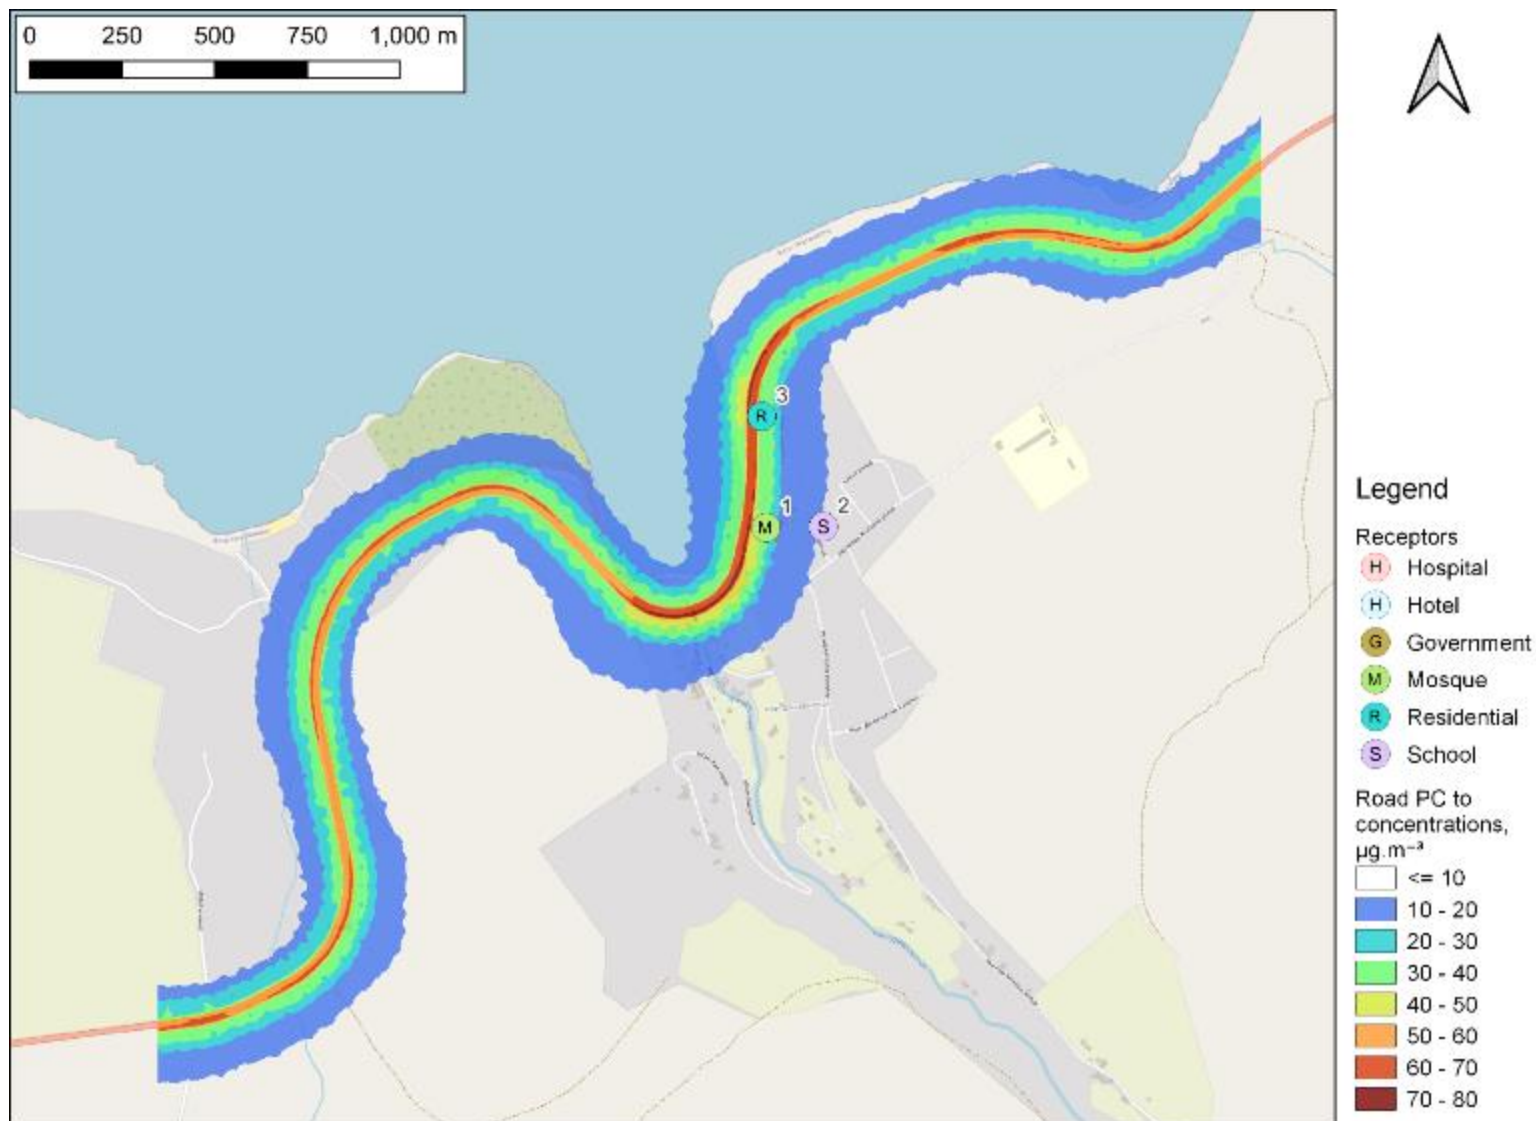 0 250 500 750 1,000 m
3
R
1 2
M S
Legend
Receptors
H Hospital
H Hotel
G Government
M Mosque
R Residential
S School
Road PC to
concentrations,
µg.m⁻³
<= 10
10 - 20
20 - 30
30 - 40
40 - 50
50 - 60
60 - 70
70 - 80